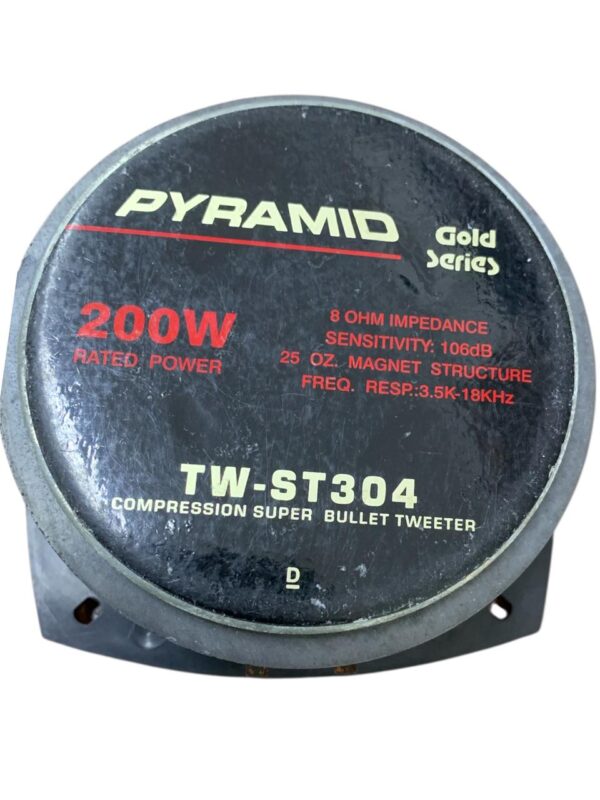 PYRAMID
Gold
Series
200W
RATED POWER
8 OHM IMPEDANCE
SENSITIVITY: 106dB
25 OZ. MAGNET STRUCTURE
FREQ. RESP.:3.5K-18KHz
TW-ST304
COMPRESSION SUPER BULLET TWEETER
D